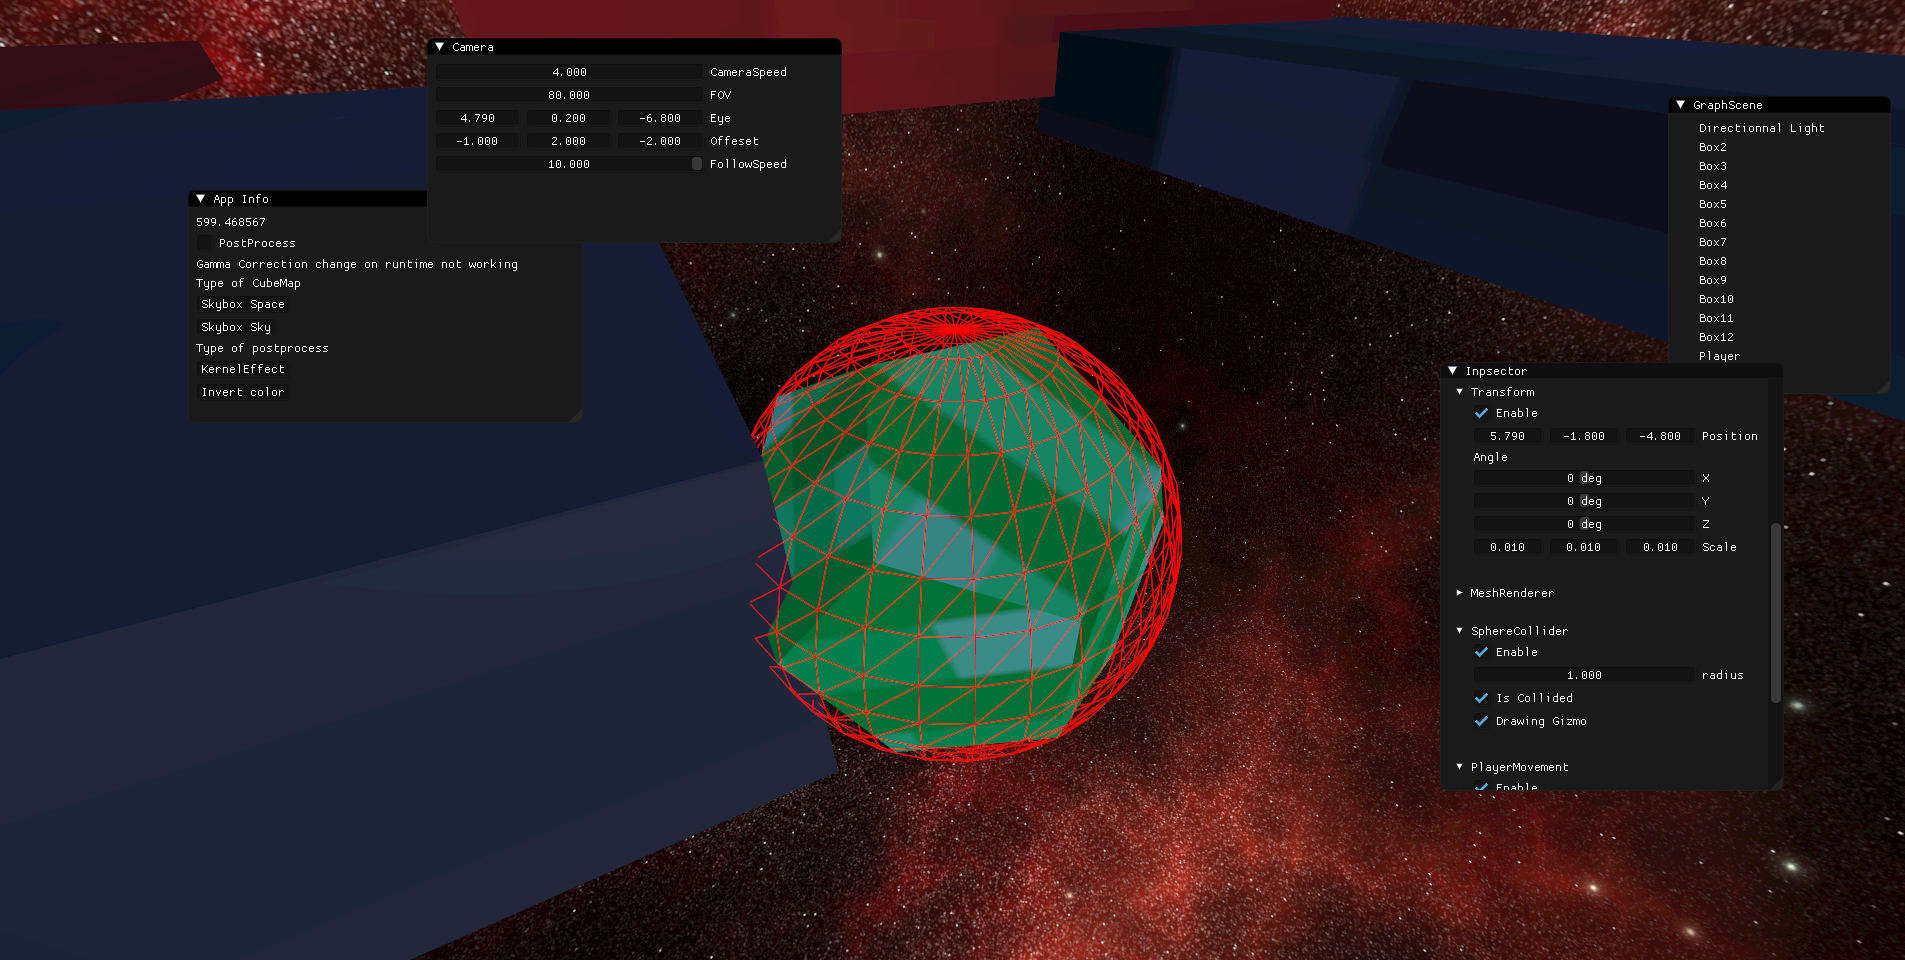 Camera
4.000 CameraSpeed
80.000 FOV
4.790 0.200 -6.800 Eye
-1.000 2.000 -2.000 Offeset
10.000 FollowSpeed
App Info
599.468567
PostProcess
Gamma Correction change on runtime not working
Type of CubeMap
Skybox Space
Skybox Sky
Type of postprocess
KernelEffect
Invert color
GraphScene
Directionnal Light
Box2
Box3
Box4
Box5
Box6
Box7
Box8
Box9
Box10
Box11
Box12
Player
Inpsector
Transform
Enable
5.790 -1.800 -4.800 Position
Angle
0 deg X
0 deg Y
0 deg Z
0.010 0.010 0.010 Scale
MeshRenderer
SphereCollider
Enable
1.000 radius
Is Collided
Drawing Gizmo
PlayerMovement
Enable